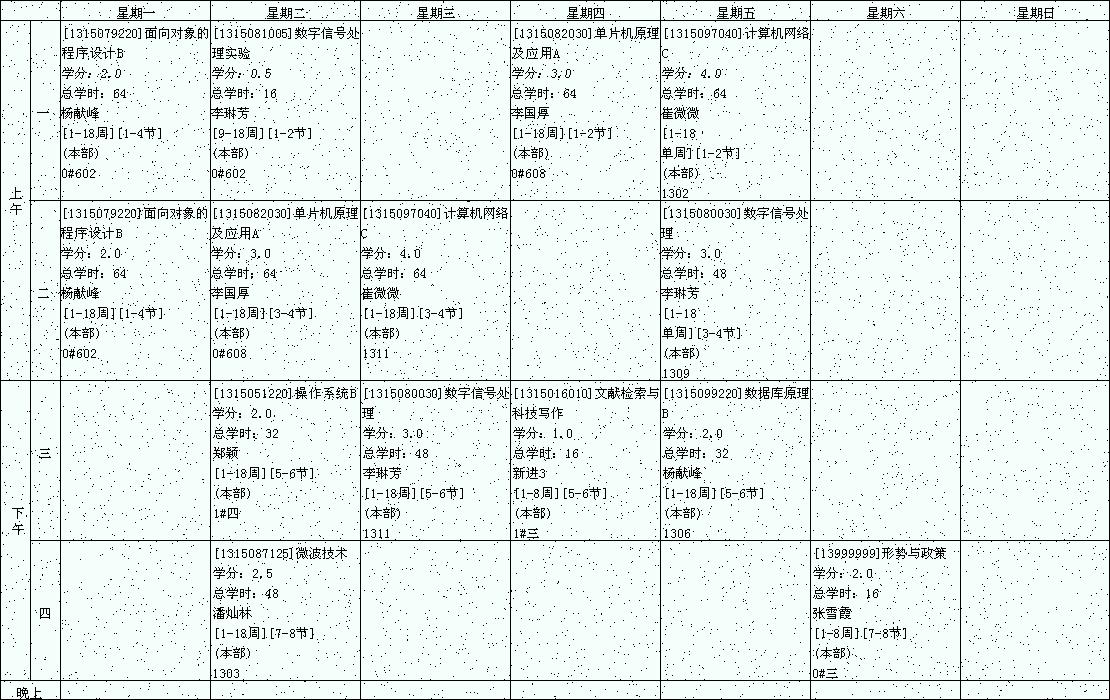 星期一 星期二 星期三 星期四 星期五 星期六 星期日
上午
一
[1315079220]面向对象的
程序设计B
学分：2.0
总学时：64
杨献峰
[1-18周][1-4节]
(本部)
0#602
[1315081005]数字信号处
理实验
学分：0.5
总学时：16
李琳芳
[9-18周][1-2节]
(本部)
0#602
[1315082030]单片机原理
及应用A
学分：3.0
总学时：64
李国厚
[1-18周][1-2节]
(本部)
0#608
[1315097040]计算机网络
C
学分：4.0
总学时：64
崔微微
[1-18
单周][1-2节]
(本部)
1302
二
[1315079220]面向对象的
程序设计B
学分：2.0
总学时：64
杨献峰
[1-18周][1-4节]
(本部)
0#602
[1315082030]单片机原理
及应用A
学分：3.0
总学时：64
李国厚
[1-18周][3-4节]
(本部)
0#608
[1315097040]计算机网络
C
学分：4.0
总学时：64
崔微微
[1-18周][3-4节]
(本部)
1311
[1315080030]数字信号处
理
学分：3.0
总学时：48
李琳芳
[1-18
单周][3-4节]
(本部)
1309
下午
三
[1315051220]操作系统B
学分：2.0
总学时：32
郑颖
[1-18周][5-6节]
(本部)
1#四
[1315080030]数字信号处
理
学分：3.0
总学时：48
李琳芳
[1-18周][5-6节]
(本部)
1311
[1315016010]文献检索与
科技写作
学分：1.0
总学时：16
新进3
[1-8周][5-6节]
(本部)
1#三
[1315099220]数据库原理
B
学分：2.0
总学时：32
杨献峰
[1-18周][5-6节]
(本部)
1306
四
[1315087125]微波技术
学分：2.5
总学时：48
潘灿林
[1-18周][7-8节]
(本部)
1303
[13999999]形势与政策
学分：2.0
总学时：16
张雪霞
[1-8周][7-8节]
(本部)
0#三
晚上